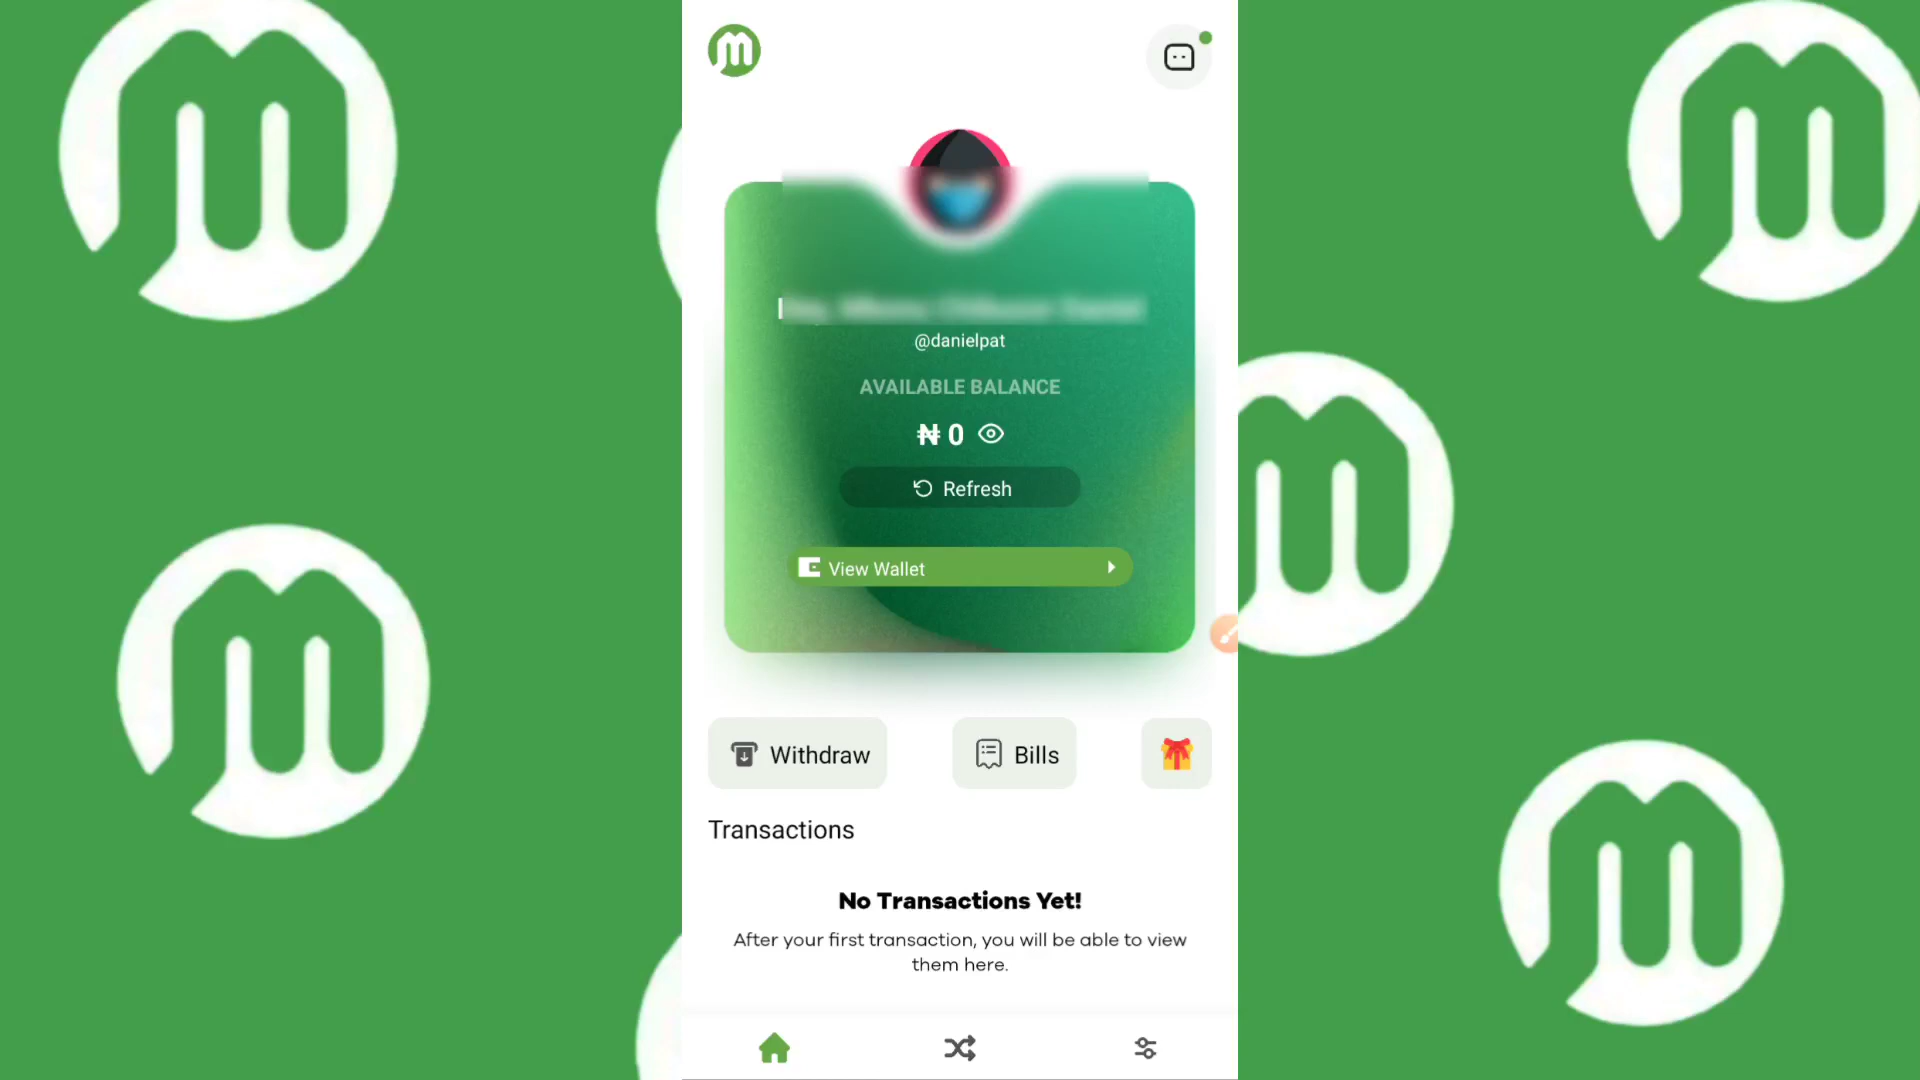 @danielpat
AVAILABLE BALANCE
₦ 0
Refresh
View Wallet
Withdraw
Bills
Transactions
No Transactions Yet!
After your first transaction, you will be able to view
them here.